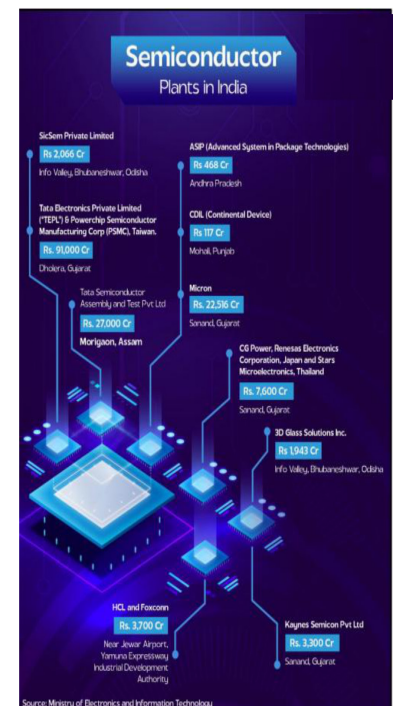 Semiconductor
Plants in India
SicSem Private Limited
Rs 2,066 Cr
Info Valley, Bhubaneshwar, Odisha
Tata Electronics Private Limited
("TEPL") & Powerchip Semiconductor
Manufacturing Corp (PSMC), Taiwan.
Rs. 91,000 Cr
Dholera, Gujarat
Tata Semiconductor
Assembly and Test Pvt Ltd
Rs. 27,000 Cr
Morigaon, Assam
ASIP (Advanced System in Package Technologies)
Rs 468 Cr
Andhra Pradesh
CDIL (Continental Device)
Rs 117 Cr
Mohali, Punjab
Micron
Rs. 22,516 Cr
Sanand, Gujarat
CG Power, Renesas Electronics
Corporation, Japan and Stars
Microelectronics, Thailand
Rs. 7,600 Cr
Sanand, Gujarat
3D Glass Solutions Inc.
Rs 1,943 Cr
Info Valley, Bhubaneshwar, Odisha
HCL and Foxconn
Rs. 3,700 Cr
Near Jewar Airport,
Yamuna Expressway
Industrial Development
Authority
Kaynes Semicon Pvt Ltd
Rs. 3,300 Cr
Sanand, Gujarat
Source: Ministry of Electronics and Information Technology